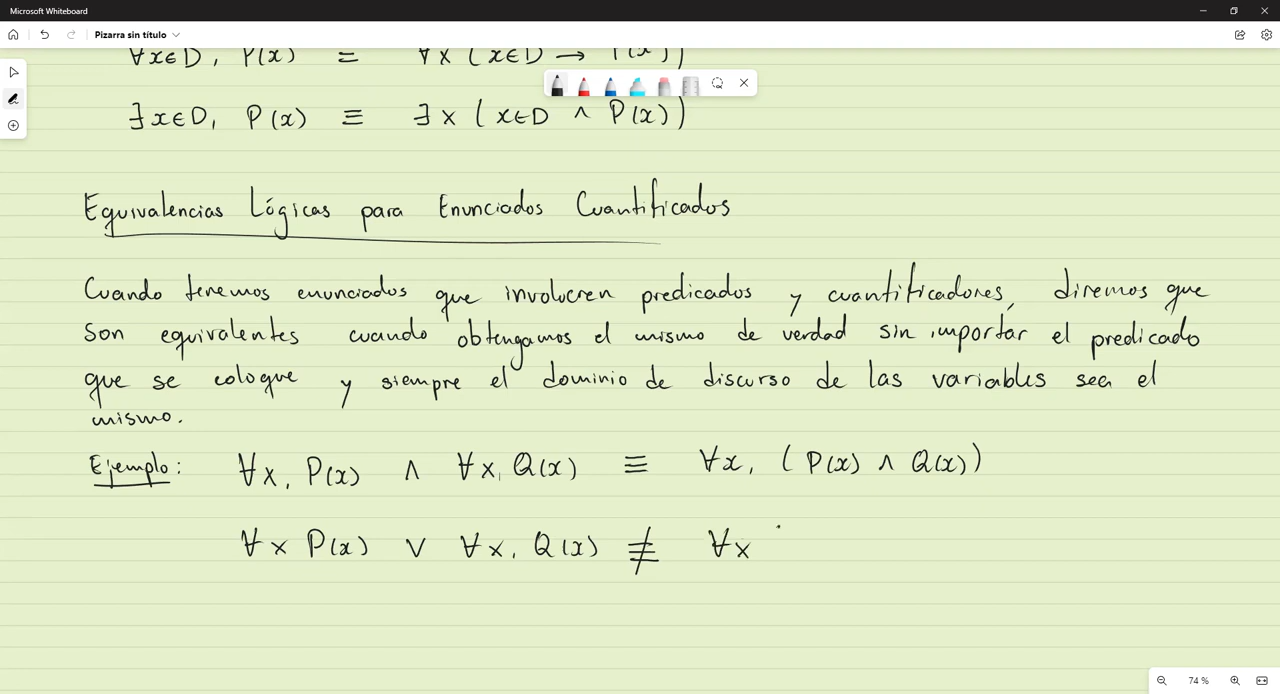 Microsoft Whiteboard
Pizarra sin título
∀x∈D, P(x) ≡ ∀x (x∈D → P(x))
∃x∈D, P(x) ≡ ∃x (x∈D ∧ P(x))
Equivalencias Lógicas para Enunciados Cuantificados
Cuando tenemos enunciados que involucren predicados y cuantificadores, diremos que
son equivalentes cuando obtengamos el mismo de verdad sin importar el predicado
que se coloque y siempre el dominio de discurso de las variables sea el
mismo.
Ejemplo: ∀x, P(x) ∧ ∀x, Q(x) ≡ ∀x, (P(x) ∧ Q(x))
∀x P(x) ∨ ∀x, Q(x) ≢ ∀x
74 %